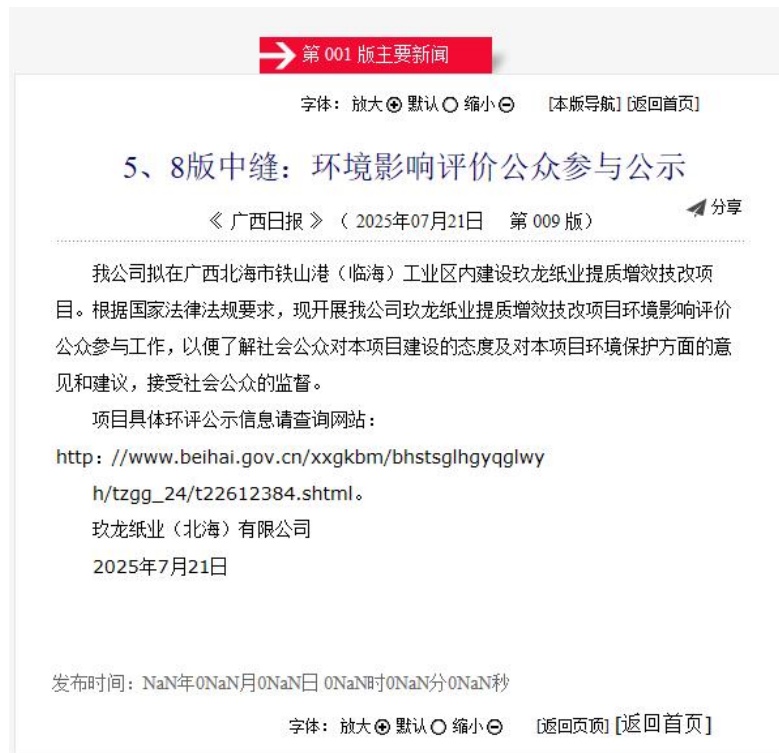 第 001 版主要新闻
字体： 放大 默认 缩小 [本版导航] [返回首页]
5、8版中缝：环境影响评价公众参与公示
分享
《 广西日报 》（ 2025年07月21日 第 009 版）
我公司拟在广西北海市铁山港（临海）工业区内建设玖龙纸业提质增效技改项
目。根据国家法律法规要求，现开展我公司玖龙纸业提质增效技改项目环境影响评价
公众参与工作，以便了解社会公众对本项目建设的态度及对本项目环境保护方面的意
见和建议，接受社会公众的监督。
项目具体环评公示信息请查询网站：
http：//www.beihai.gov.cn/xxgkbm/bhstsglhgyqglwy
h/tzgg_24/t22612384.shtml。
玖龙纸业（北海）有限公司
2025年7月21日
发布时间：NaN年0NaN月0NaN日 0NaN时0NaN分0NaN秒
字体： 放大 默认 缩小 [返回页顶] [返回首页]